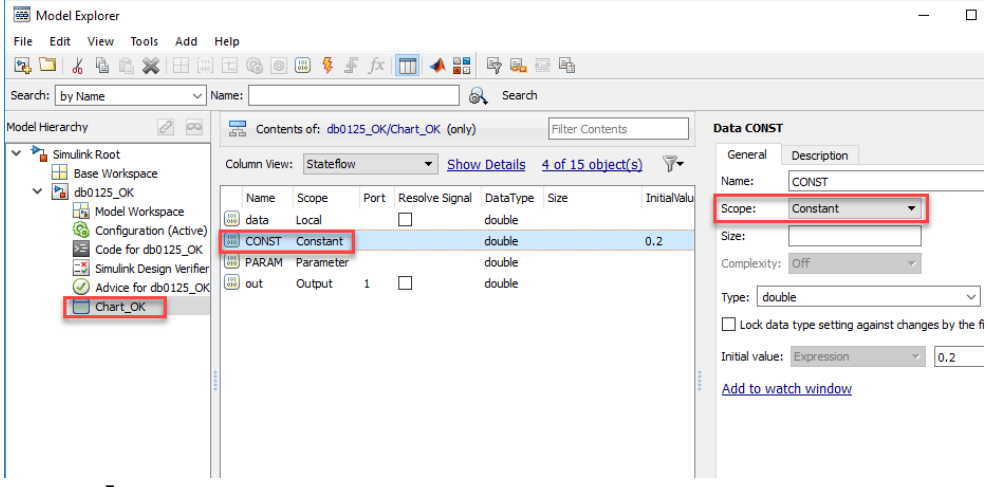 Model Explorer
File Edit View Tools Add Help
fx
Search: by Name Name: Search
Model Hierarchy
Simulink Root
Base Workspace
db0125_OK
Model Workspace
Configuration (Active)
Code for db0125_OK
Simulink Design Verifier
Advice for db0125_OK
Chart_OK
Contents of: db0125_OK/Chart_OK (only) Filter Contents
Column View: Stateflow Show Details 4 of 15 object(s)
Name Scope Port Resolve Signal DataType Size InitialValu
data Local double
CONST Constant double 0.2
PARAM Parameter double
out Output 1 double
Data CONST
General Description
Name: CONST
Scope: Constant
Size:
Complexity: Off
Type: double
Lock data type setting against changes by the fi
Initial value: Expression 0.2
Add to watch window